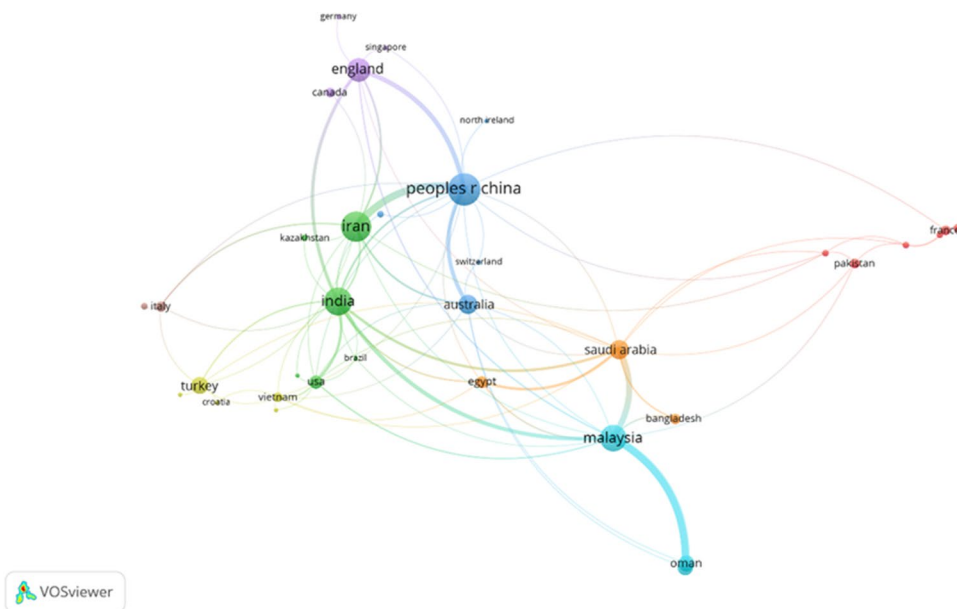 germany
singapore
england
canada
north ireland
peoples r china
iran
kazakhstan
switzerland
france
pakistan
italy
india
australia
saudi arabia
brazil
usa
egypt
turkey
croatia
vietnam
bangladesh
malaysia
oman
VOSviewer